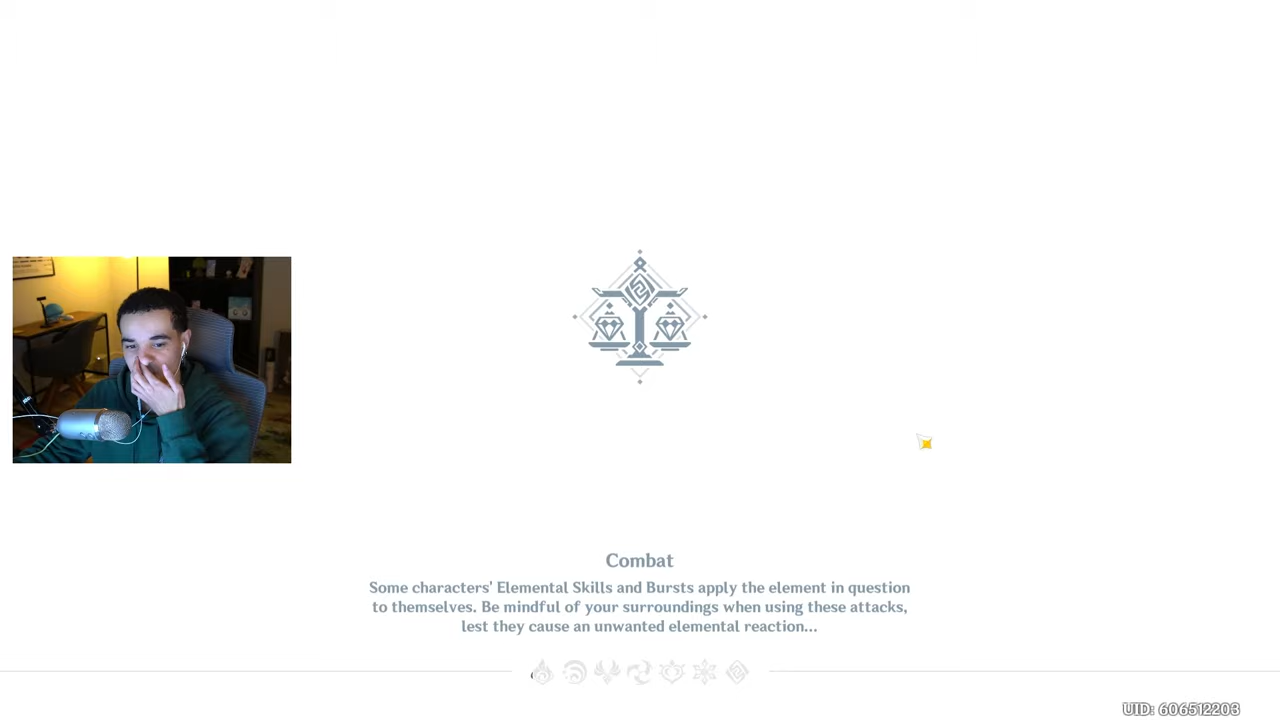 Combat
Some characters' Elemental Skills and Bursts apply the element in question
to themselves. Be mindful of your surroundings when using these attacks,
lest they cause an unwanted elemental reaction...
UID: 606512203